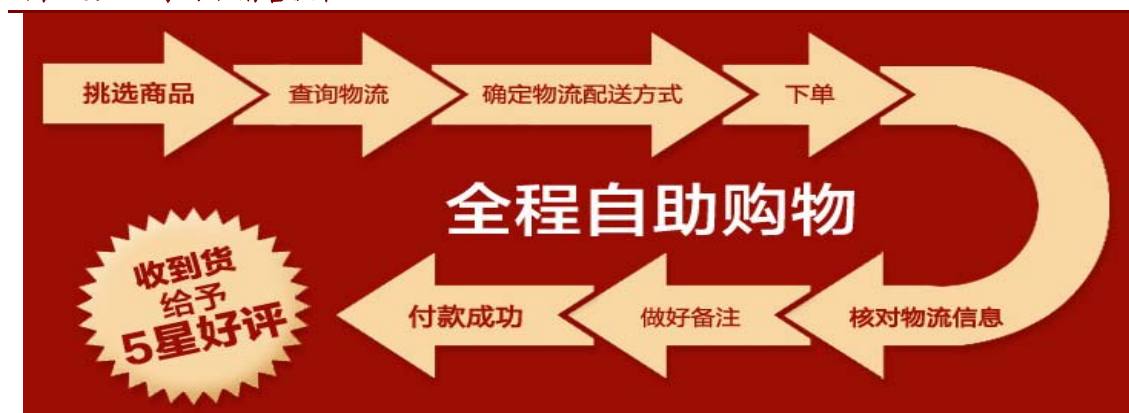 挑选商品
查询物流
确定物流配送方式
下单
全程自助购物
核对物流信息
做好备注
付款成功
收到货
给予
5星好评